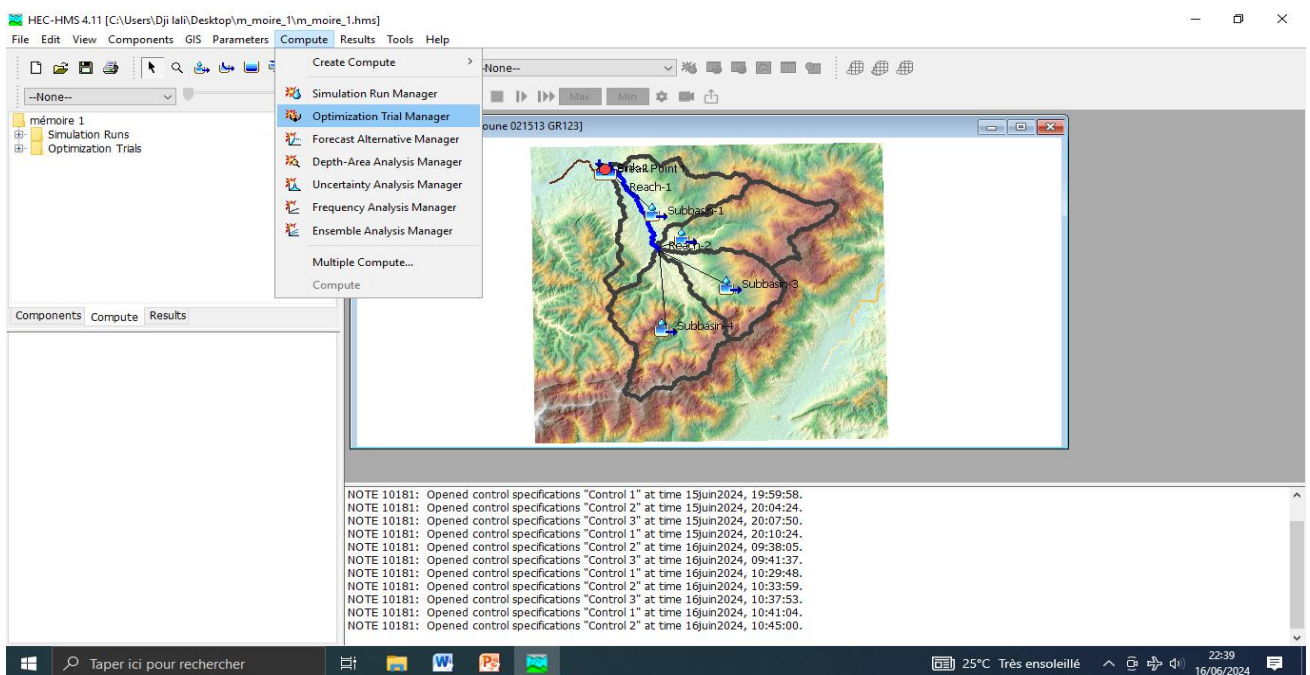 HEC-HMS 4.11 [C:\Users\Dji lali\Desktop\m_moire_1\m_moire_1.hms]
File Edit View Components GIS Parameters Compute Results Tools Help
--None--
--None--
Max Min
Create Compute
Simulation Run Manager
Optimization Trial Manager
Forecast Alternative Manager
Depth-Area Analysis Manager
Uncertainty Analysis Manager
Frequency Analysis Manager
Ensemble Analysis Manager
Multiple Compute...
Compute
mémoire 1
Simulation Runs
Optimization Trials
Components Compute Results
oune 021513 GR123]
Break Point
Reach-1
Subbasin-1
Reach-2
Subbasin-3
Subbasin-4
NOTE 10181: Opened control specifications "Control 1" at time 15juin2024, 19:59:58.
NOTE 10181: Opened control specifications "Control 2" at time 15juin2024, 20:04:24.
NOTE 10181: Opened control specifications "Control 3" at time 15juin2024, 20:07:50.
NOTE 10181: Opened control specifications "Control 1" at time 15juin2024, 20:10:24.
NOTE 10181: Opened control specifications "Control 2" at time 16juin2024, 09:38:05.
NOTE 10181: Opened control specifications "Control 3" at time 16juin2024, 09:41:37.
NOTE 10181: Opened control specifications "Control 1" at time 16juin2024, 10:29:48.
NOTE 10181: Opened control specifications "Control 2" at time 16juin2024, 10:33:59.
NOTE 10181: Opened control specifications "Control 3" at time 16juin2024, 10:37:53.
NOTE 10181: Opened control specifications "Control 1" at time 16juin2024, 10:41:04.
NOTE 10181: Opened control specifications "Control 2" at time 16juin2024, 10:45:00.
Taper ici pour rechercher
25°C Très ensoleillé
22:39
16/06/2024